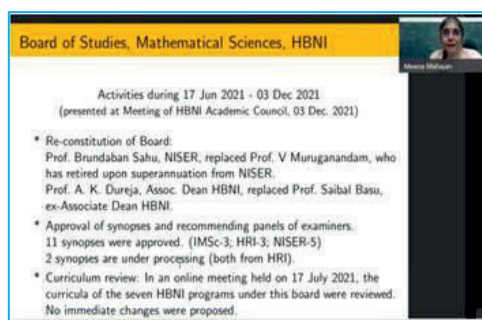 Board of Studies, Mathematical Sciences, HBNI
Meena Mahajan
Activities during 17 Jun 2021 - 03 Dec 2021
(presented at Meeting of HBNI Academic Council, 03 Dec. 2021)
* Re-constitution of Board:
Prof. Brundaban Sahu, NISER, replaced Prof. V Muruganandam, who
has retired upon superannuation from NISER.
Prof. A. K. Dureja, Assoc. Dean HBNI, replaced Prof. Saibal Basu,
ex-Associate Dean HBNI.
* Approval of synopses and recommending panels of examiners.
11 synopses were approved. (IMSc-3; HRI-3; NISER-5)
2 synopses are under processing (both from HRI).
* Curriculum review: In an online meeting held on 17 July 2021, the
curricula of the seven HBNI programs under this board were reviewed.
No immediate changes were proposed.